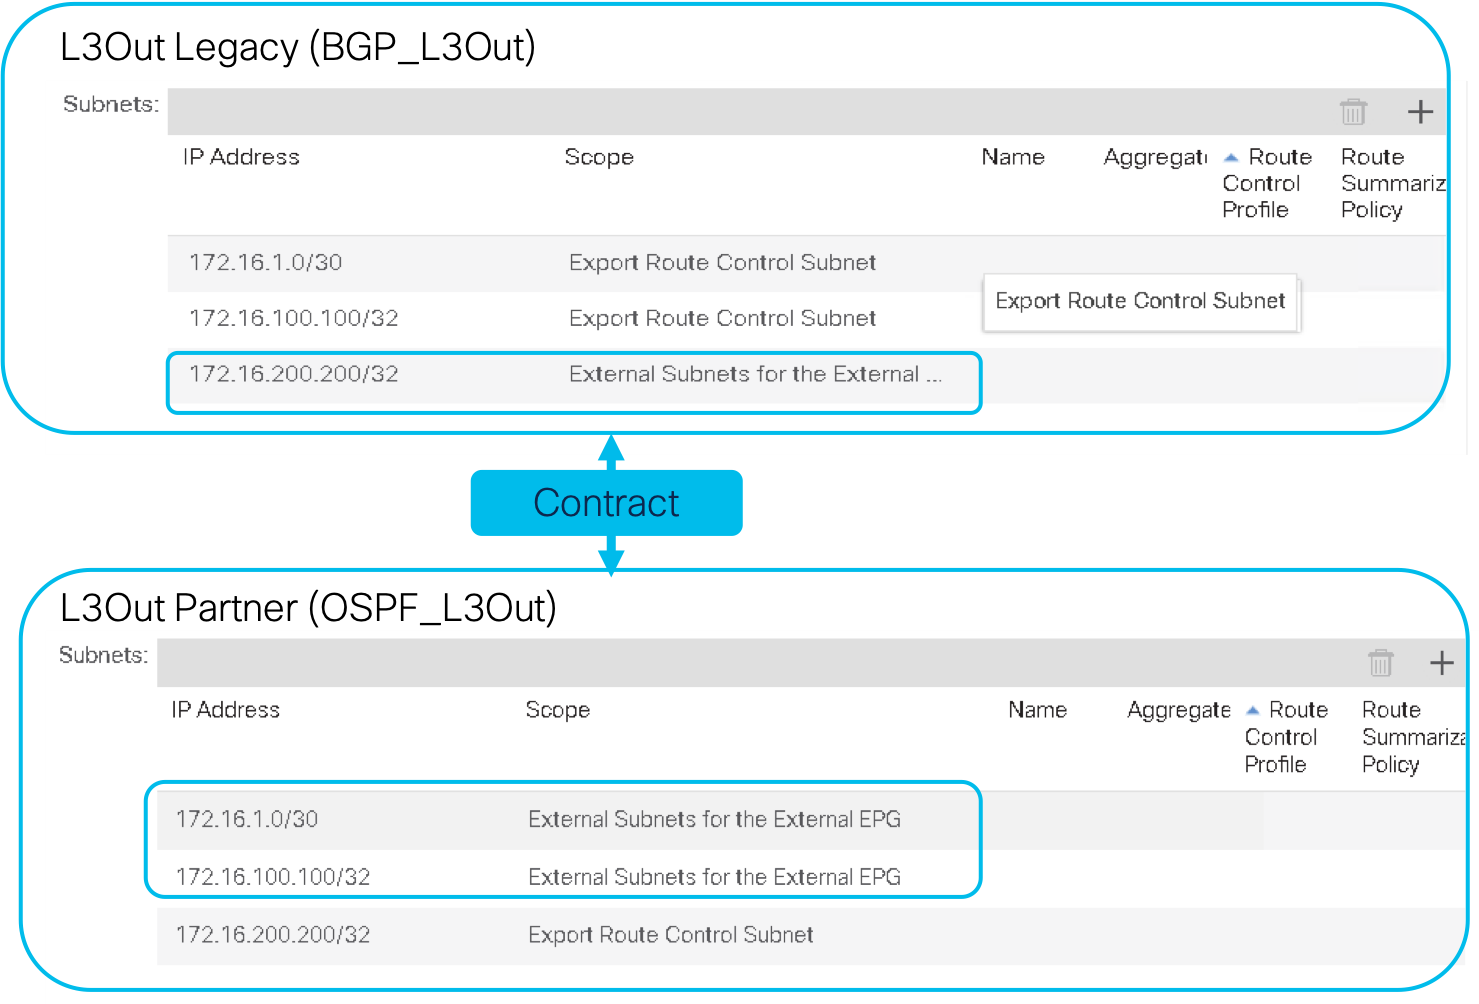 L3Out Legacy (BGP_L3Out)
Subnets:
IP Address Scope Name Aggregat Route Control Profile Route Summariz Policy
172.16.1.0/30 Export Route Control Subnet
Export Route Control Subnet
172.16.100.100/32 Export Route Control Subnet
172.16.200.200/32 External Subnets for the External ...
Contract
L3Out Partner (OSPF_L3Out)
Subnets:
IP Address Scope Name Aggregate Route Control Profile Route Summariza Policy
172.16.1.0/30 External Subnets for the External EPG
172.16.100.100/32 External Subnets for the External EPG
172.16.200.200/32 Export Route Control Subnet